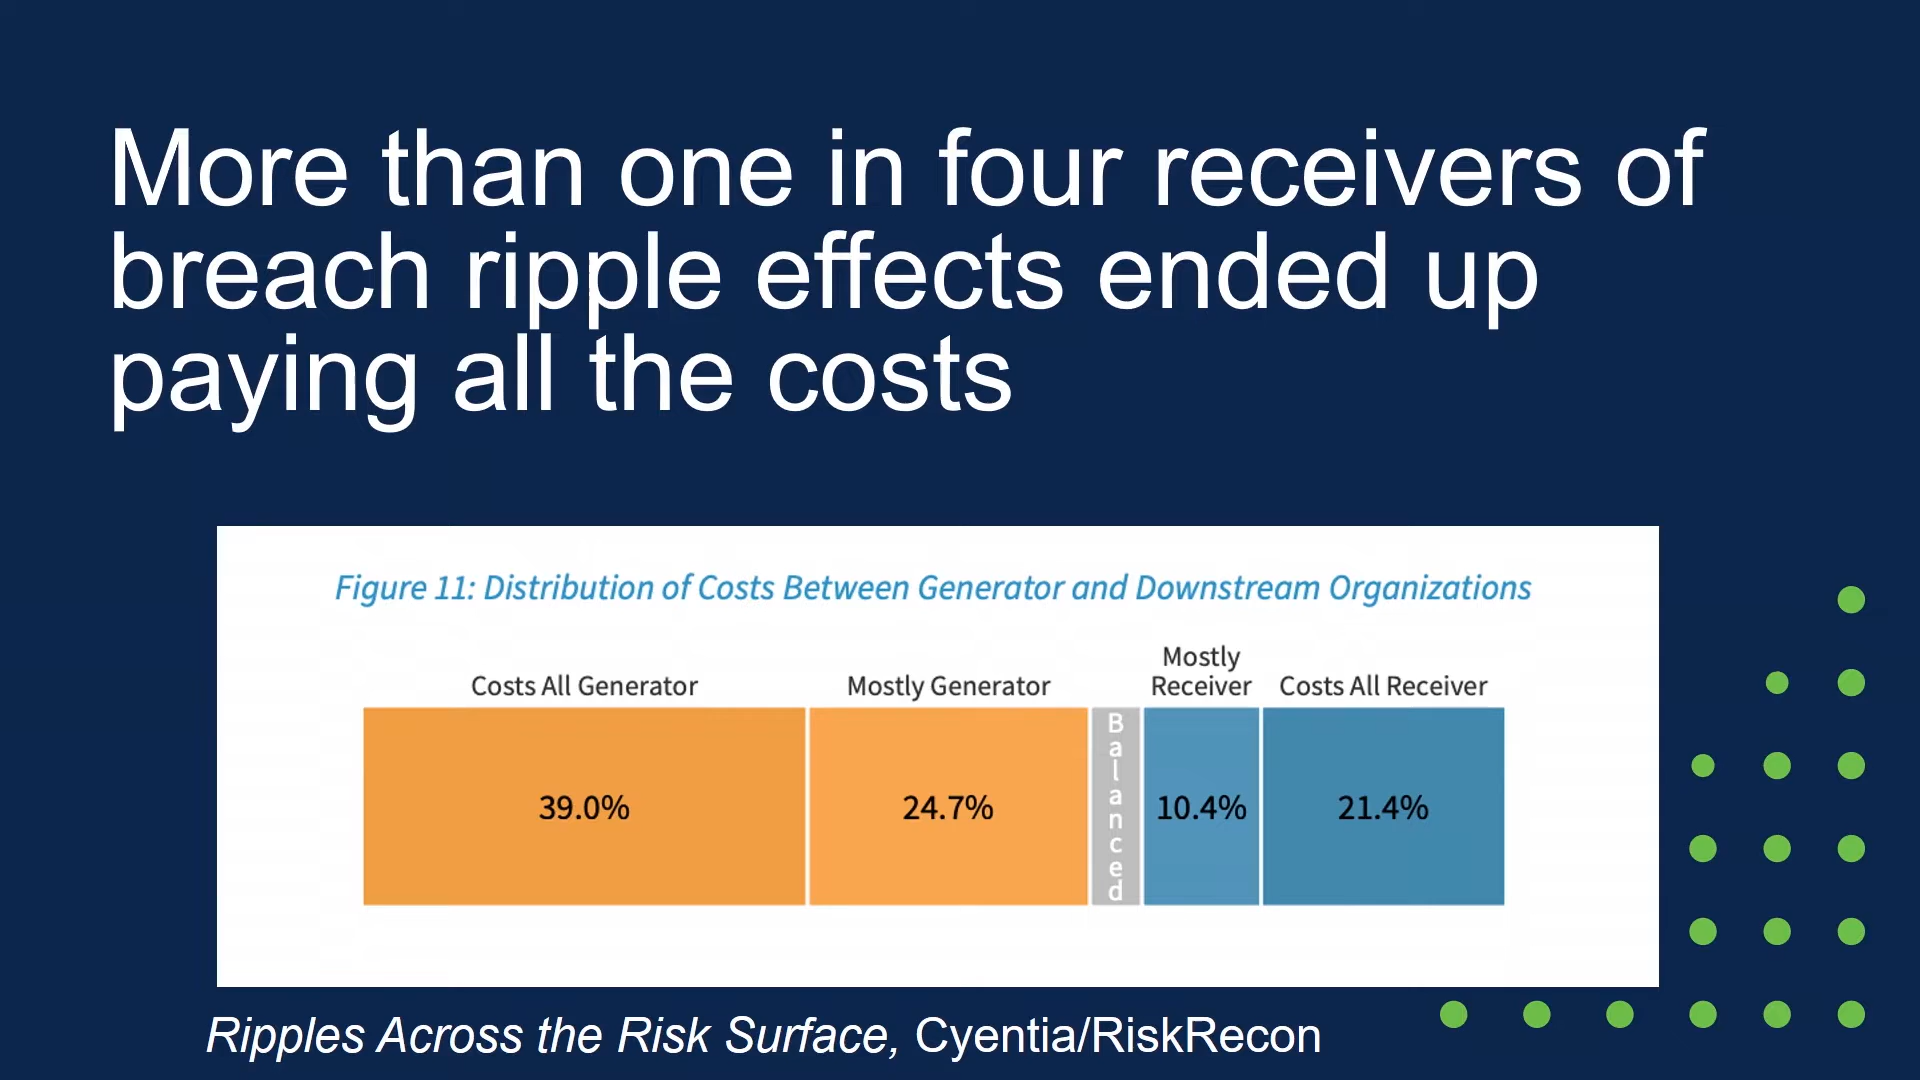 More than one in four receivers of
breach ripple effects ended up
paying all the costs
Figure 11: Distribution of Costs Between Generator and Downstream Organizations
Costs All Generator
Mostly Generator
Balanced
Mostly
Receiver
Costs All Receiver
39.0%
24.7%
10.4%
21.4%
Ripples Across the Risk Surface, Cyentia/RiskRecon